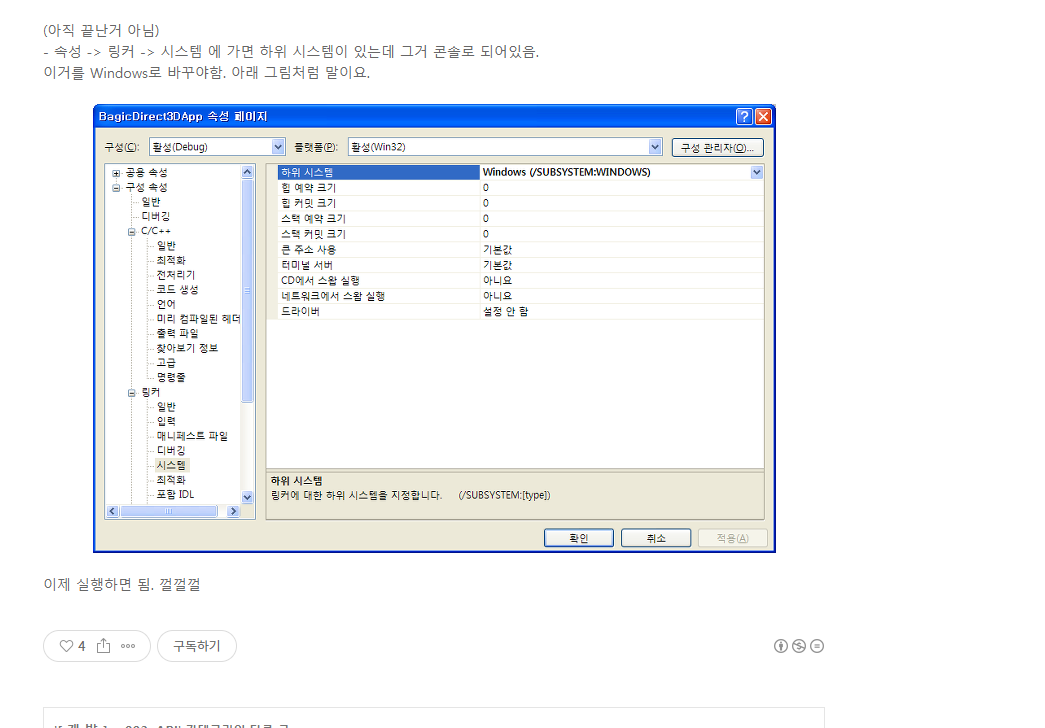 (아직 끝난거 아님)
- 속성 -> 링커 -> 시스템 에 가면 하위 시스템이 있는데 그거 콘솔로 되어있음.
이거를 Windows로 바꾸야함. 아래 그림처럼 말이요.
BagicDirect3DApp 속성 페이지
구성(C): 활성(Debug) 플랫폼(P): 활성(Win32) 구성 관리자(O)...
공용 속성
구성 속성
일반
디버깅
C/C++
일반
최적화
전처리기
코드 생성
언어
미리 컴파일된 헤더
출력 파일
찾아보기 정보
고급
명령줄
링커
일반
입력
매니페스트 파일
디버깅
시스템
최적화
포함 IDL
하위 시스템 Windows (/SUBSYSTEM:WINDOWS)
힙 예약 크기 0
힙 커밋 크기 0
스택 예약 크기 0
스택 커밋 크기 0
큰 주소 사용 기본값
터미널 서버 기본값
CD에서 스왑 실행 아니요
네트워크에서 스왑 실행 아니요
드라이버 설정 안 함
하위 시스템
링커에 대한 하위 시스템을 지정합니다. (/SUBSYSTEM:[type])
확인 취소 적용(A)
이제 실행하면 됨. 껄껄껄
4 구독하기